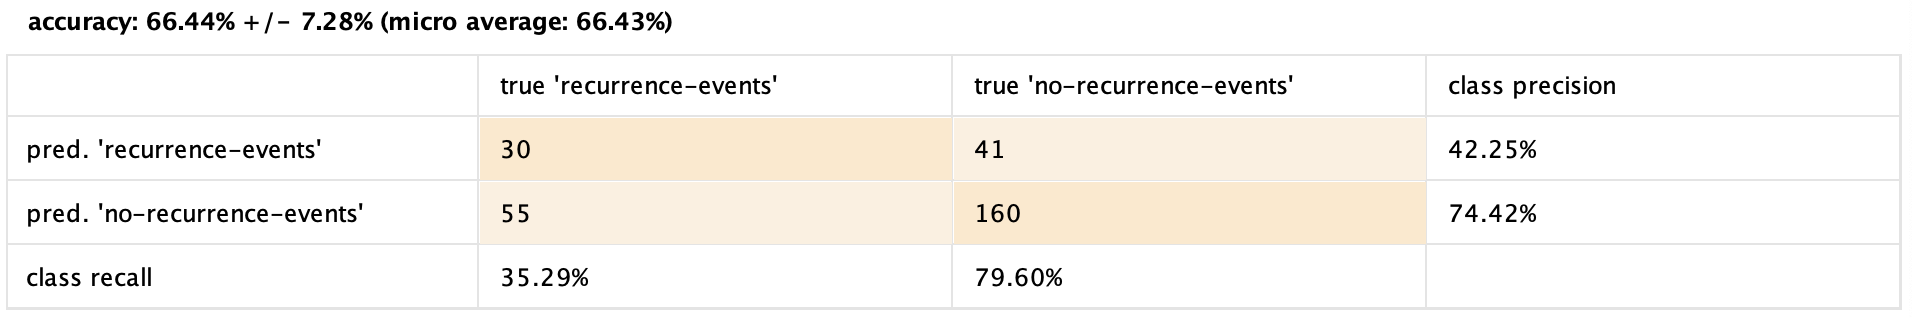 accuracy: 66.44% +/- 7.28% (micro average: 66.43%)
true 'recurrence-events' true 'no-recurrence-events' class precision
pred. 'recurrence-events' 30 41 42.25%
pred. 'no-recurrence-events' 55 160 74.42%
class recall 35.29% 79.60%